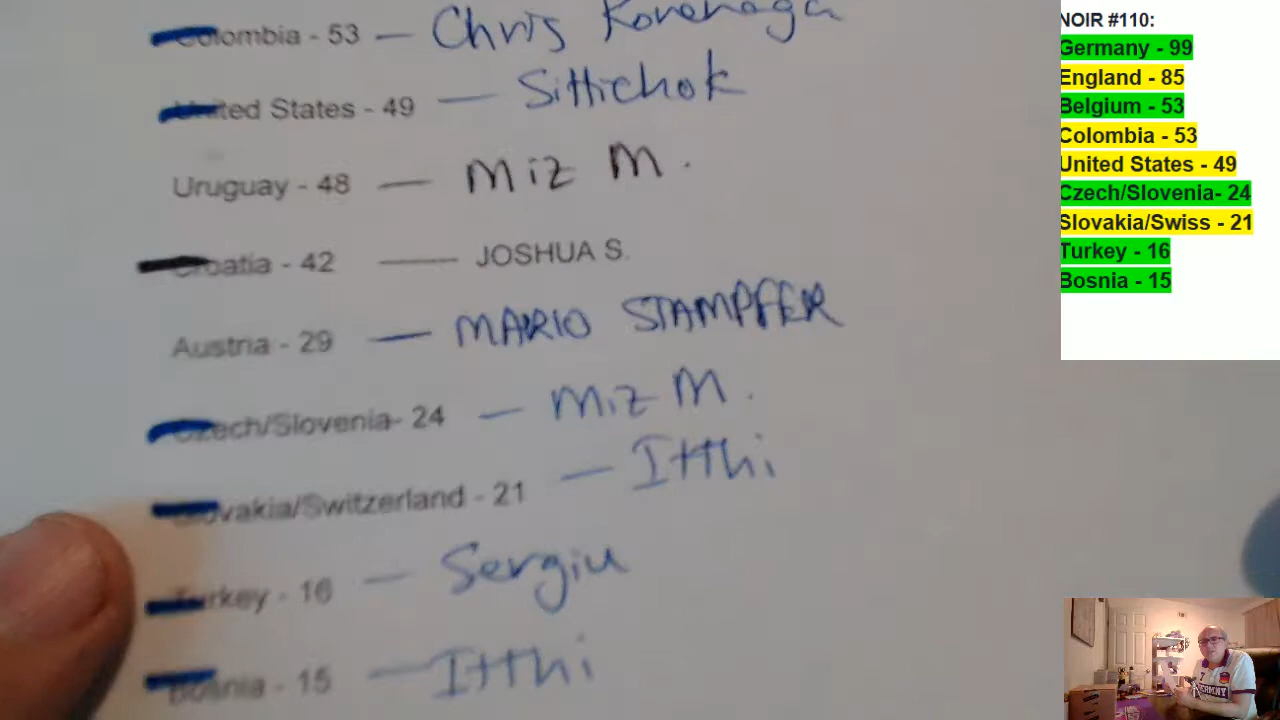 Colombia - 53 — Chris Kovenaga
United States - 49 — Sittichok
Uruguay - 48 — Miz M.
Croatia - 42 — JOSHUA S.
Austria - 29 — MARIO STAMPFER
Czech/Slovenia- 24 — Miz M.
Slovakia/Switzerland - 21 — Itthi
Turkey - 16 — Sergiu
Bosnia - 15 — Itthi
NOIR #110:
Germany - 99
England - 85
Belgium - 53
Colombia - 53
United States - 49
Czech/Slovenia- 24
Slovakia/Swiss - 21
Turkey - 16
Bosnia - 15